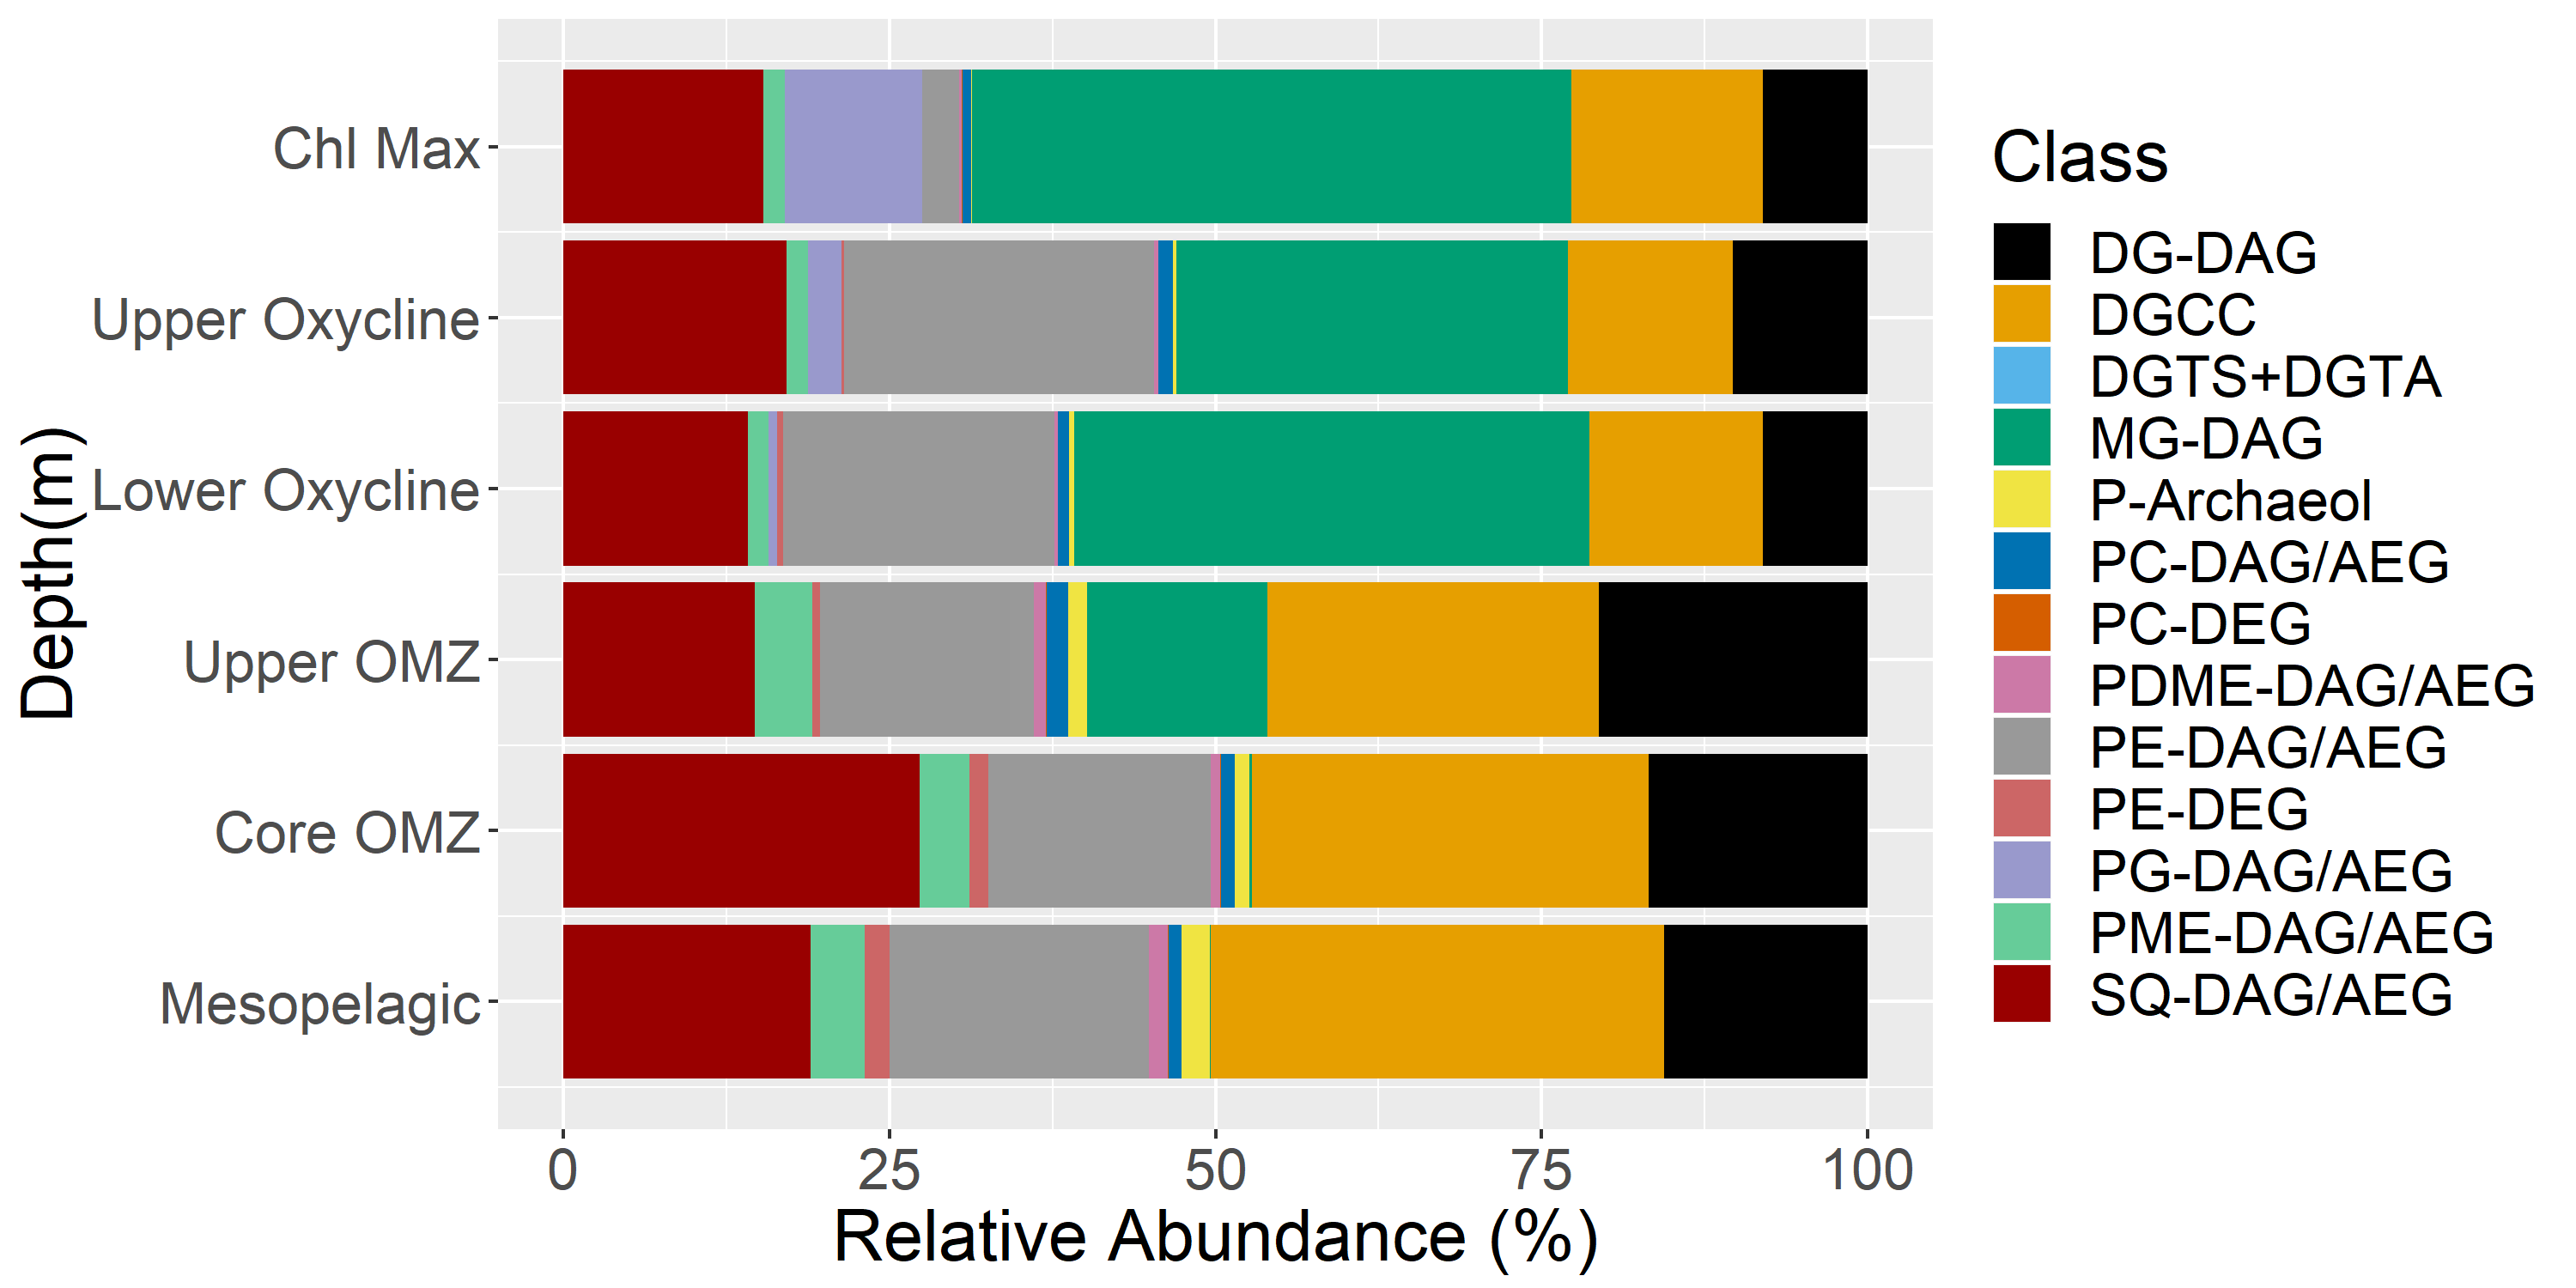 Depth(m)
Chl Max
Upper Oxycline
Lower Oxycline
Upper OMZ
Core OMZ
Mesopelagic
0 25 50 75 100
Relative Abundance (%)
Class
DG-DAG
DGCC
DGTS+DGTA
MG-DAG
P-Archaeol
PC-DAG/AEG
PC-DEG
PDME-DAG/AEG
PE-DAG/AEG
PE-DEG
PG-DAG/AEG
PME-DAG/AEG
SQ-DAG/AEG